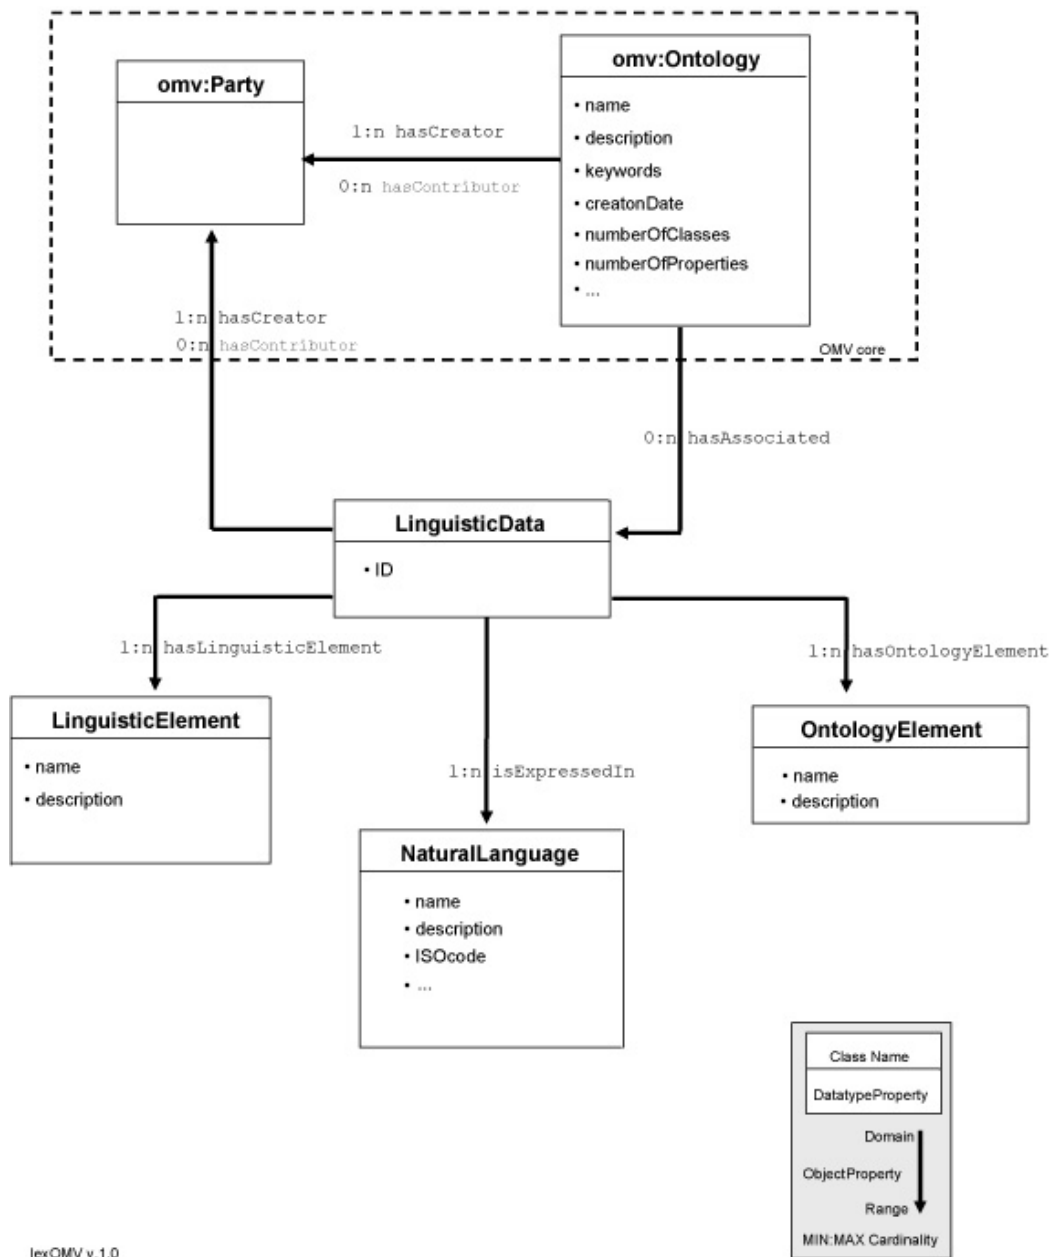 omv:Party
omv:Ontology
• name
• description
• keywords
• creatonDate
• numberOfClasses
• numberOfProperties
• ...
1:n hasCreator
0:n hasContributor
1:n hasCreator
0:n hasContributor
OMV core
0:n hasAssociated
LinguisticData
• ID
1:n hasLinguisticElement
1:n hasOntologyElement
LinguisticElement
• name
• description
1:n isExpressedIn
OntologyElement
• name
• description
NaturalLanguage
• name
• description
• ISOcode
• ...
Class Name
DatatypeProperty
Domain
ObjectProperty
Range
MIN:MAX Cardinality
lexOMV v. 1.0